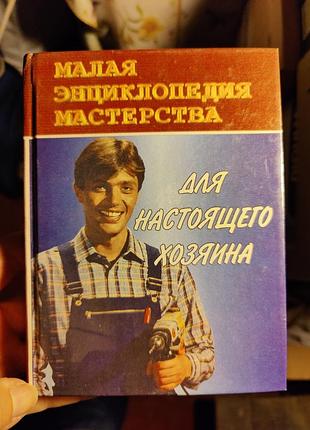 МАЛАЯ
ЭНЦИКЛОПЕДИЯ
МАСТЕРСТВА
ДЛЯ
НАСТОЯЩЕГО
ХОЗЯИНА